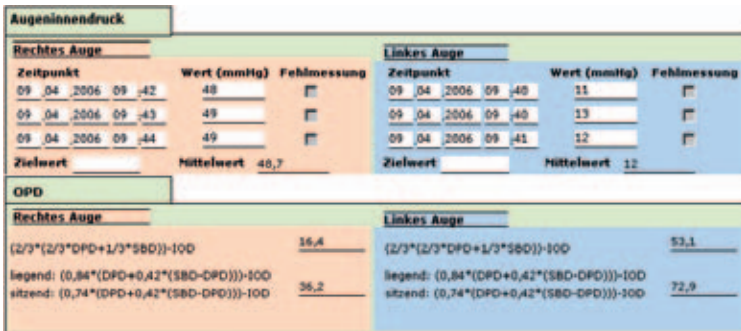 Augeninnendruck
Rechtes Auge
Zeitpunkt Wert (mmHg) Fehlmessung
09 .04 .2006 09 :42 48
09 .04 .2006 09 :43 49
09 .04 .2006 09 :44 49
Zielwert Mittelwert 48,7
Linkes Auge
Zeitpunkt Wert (mmHg) Fehlmessung
09 .04 .2006 09 :40 11
09 .04 .2006 09 :40 13
09 .04 .2006 09 :41 12
Zielwert Mittelwert 12
OPD
Rechtes Auge
(2/3*(2/3*DPD+1/3*SBD))-IOD 16,4
liegend: (0,84*(DPD+0,42*(SBD-DPD)))-IOD
sitzend: (0,74*(DPD+0,42*(SBD-DPD)))-IOD 36,2
Linkes Auge
(2/3*(2/3*DPD+1/3*SBD))-IOD 53,1
liegend: (0,84*(DPD+0,42*(SBD-DPD)))-IOD
sitzend: (0,74*(DPD+0,42*(SBD-DPD)))-IOD 72,9